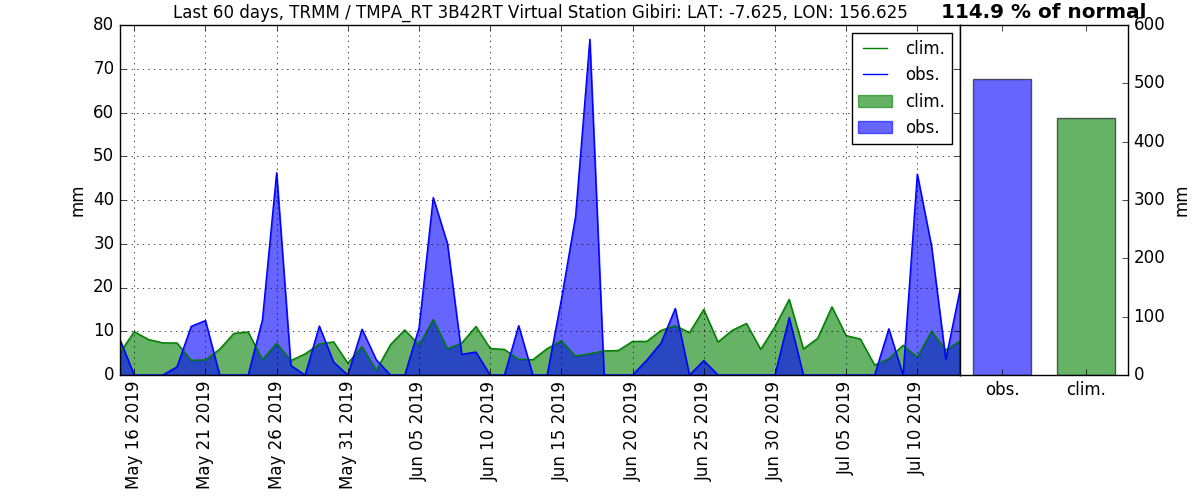 Last 60 days, TRMM / TMPA_RT 3B42RT Virtual Station Gibiri: LAT: -7.625, LON: 156.625
114.9 % of normal
80
70
60
50
40
30
20
10
0
mm
clim.
obs.
clim.
obs.
May 16 2019
May 21 2019
May 26 2019
May 31 2019
Jun 05 2019
Jun 10 2019
Jun 15 2019
Jun 20 2019
Jun 25 2019
Jun 30 2019
Jul 05 2019
Jul 10 2019
600
500
400
300
200
100
0
mm
obs.
clim.